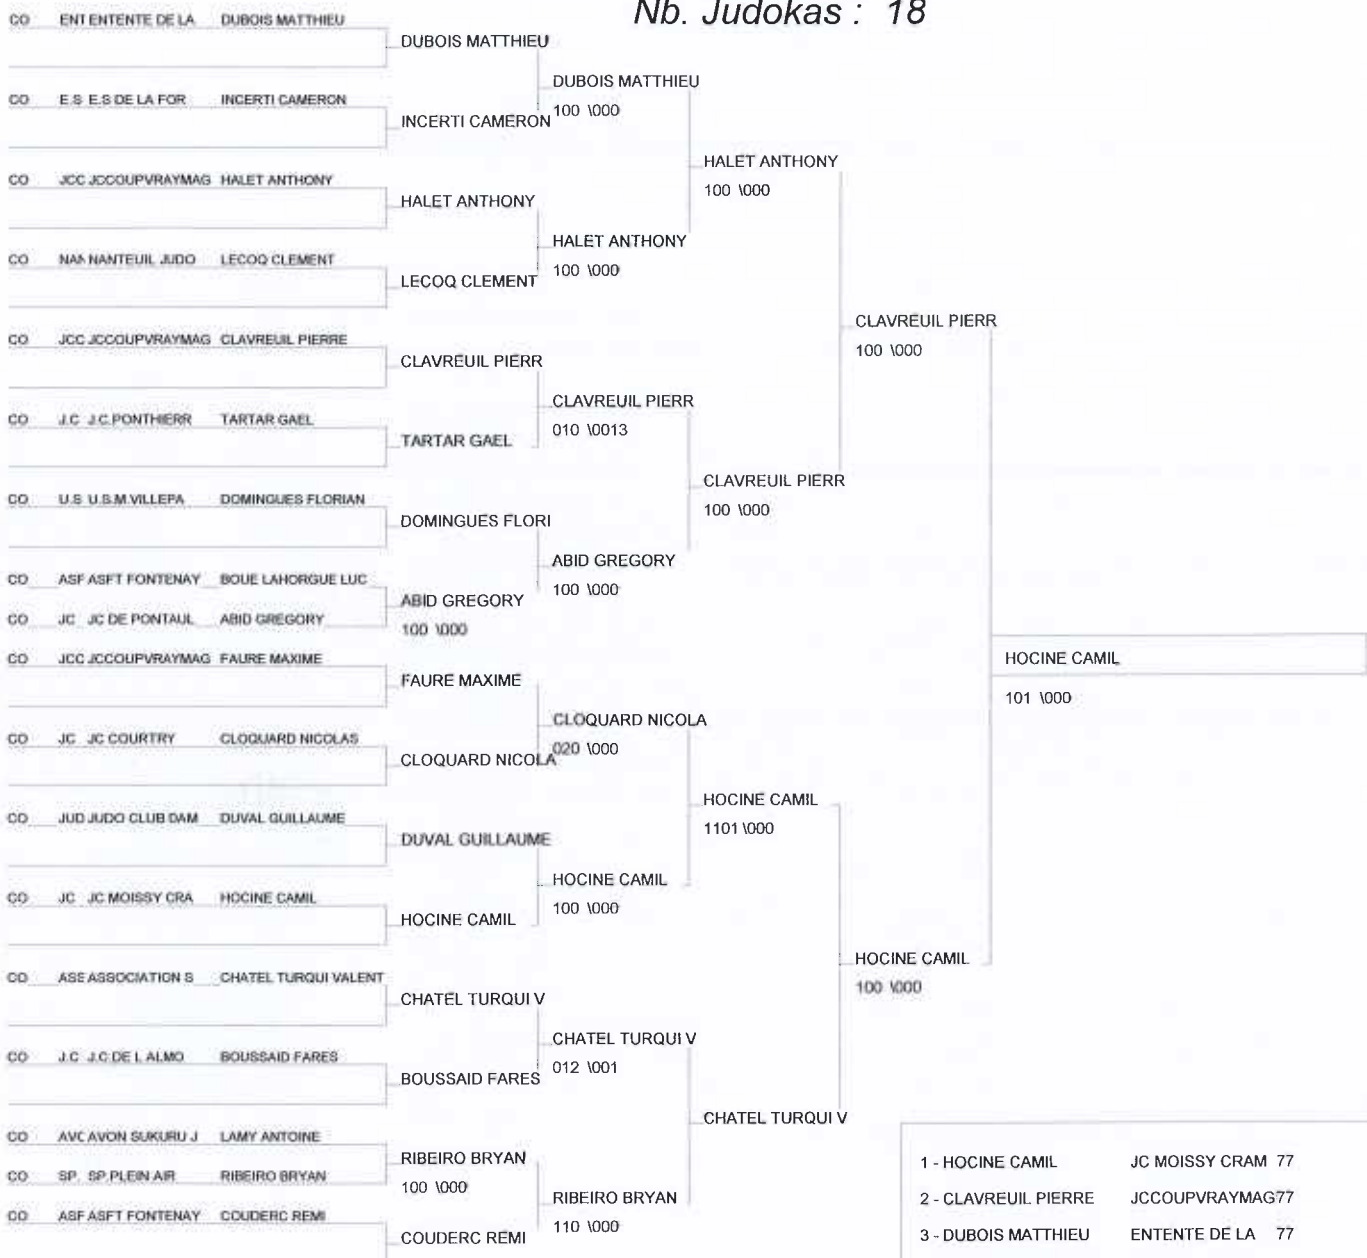 Nb. Judokas : 18
CO ENT ENTENTE DE LA DUBOIS MATTHIEU
DUBOIS MATTHIEU
DUBOIS MATTHIEU
100 \000
CO E.S E.S DE LA FOR INCERTI CAMERON
INCERTI CAMERON
HALET ANTHONY
100 \000
CO JCC JCCOUPVRAYMAG HALET ANTHONY
HALET ANTHONY
HALET ANTHONY
100 \000
CO NAN NANTEUIL JUDO LECOQ CLEMENT
LECOQ CLEMENT
CLAVREUIL PIERR
100 \000
CO JCC JCCOUPVRAYMAG CLAVREUIL PIERRE
CLAVREUIL PIERR
CLAVREUIL PIERR
010 \0013
CO J.C J.C.PONTHIERR TARTAR GAEL
TARTAR GAEL
CLAVREUIL PIERR
100 \000
CO U.S U.S.M.VILLEPA DOMINGUES FLORIAN
DOMINGUES FLORI
ABID GREGORY
100 \000
CO ASF ASFT FONTENAY BOUE LAHORGUE LUC
ABID GREGORY
100 \000
CO JC JC DE PONTAUL ABID GREGORY
HOCINE CAMIL
101 \000
CO JCC JCCOUPVRAYMAG FAURE MAXIME
FAURE MAXIME
CLOQUARD NICOLA
020 \000
CO JC JC COURTRY CLOQUARD NICOLAS
CLOQUARD NICOLA
HOCINE CAMIL
1101 \000
CO JUD JUDO CLUB DAM DUVAL GUILLAUME
DUVAL GUILLAUME
HOCINE CAMIL
100 \000
CO JC JC MOISSY CRA HOCINE CAMIL
HOCINE CAMIL
HOCINE CAMIL
100 \000
CO ASS ASSOCIATION S CHATEL TURQUI VALENT
CHATEL TURQUI V
CHATEL TURQUI V
012 \001
CO J.C J.C.DE L ALMO BOUSSAID FARES
BOUSSAID FARES
CHATEL TURQUI V
CO AVC AVON SUKURU J LAMY ANTOINE
RIBEIRO BRYAN
100 \000
CO SP. SP.PLEIN AIR RIBEIRO BRYAN
RIBEIRO BRYAN
110 \000
CO ASF ASFT FONTENAY COUDERC REMI
COUDERC REMI
1 - HOCINE CAMIL JC MOISSY CRAM 77
2 - CLAVREUIL PIERRE JCCOUPVRAYMAG77
3 - DUBOIS MATTHIEU ENTENTE DE LA 77